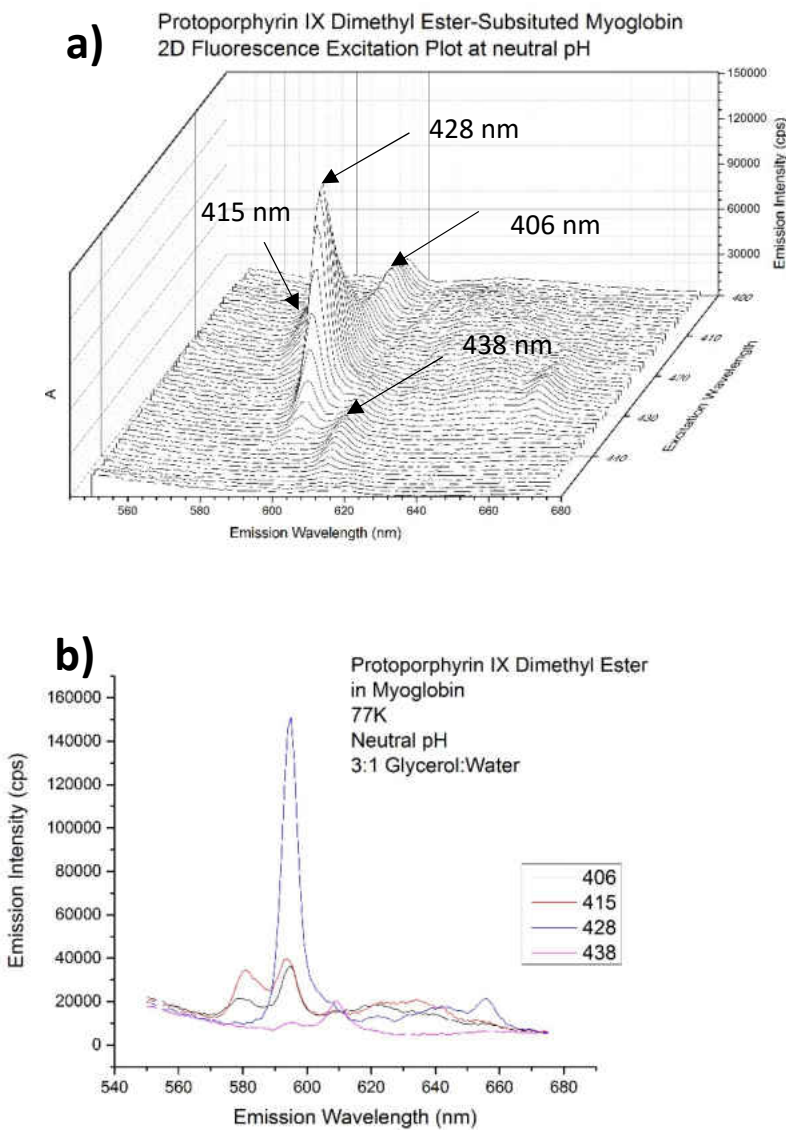 a)
Protoporphyrin IX Dimethyl Ester-Subsituted Myoglobin
2D Fluorescence Excitation Plot at neutral pH
428 nm
415 nm
406 nm
438 nm
150000
120000
90000
60000
30000
Emission Intensity (cps)
400
410
420
430
440
Excitation Wavelength
A
560
580
600
620
640
660
680
Emission Wavelength (nm)
b)
Protoporphyrin IX Dimethyl Ester
in Myoglobin
77K
Neutral pH
3:1 Glycerol:Water
160000
140000
120000
100000
80000
60000
40000
20000
0
Emission Intensity (cps)
406
415
428
438
540
560
580
600
620
640
660
680
Emission Wavelength (nm)